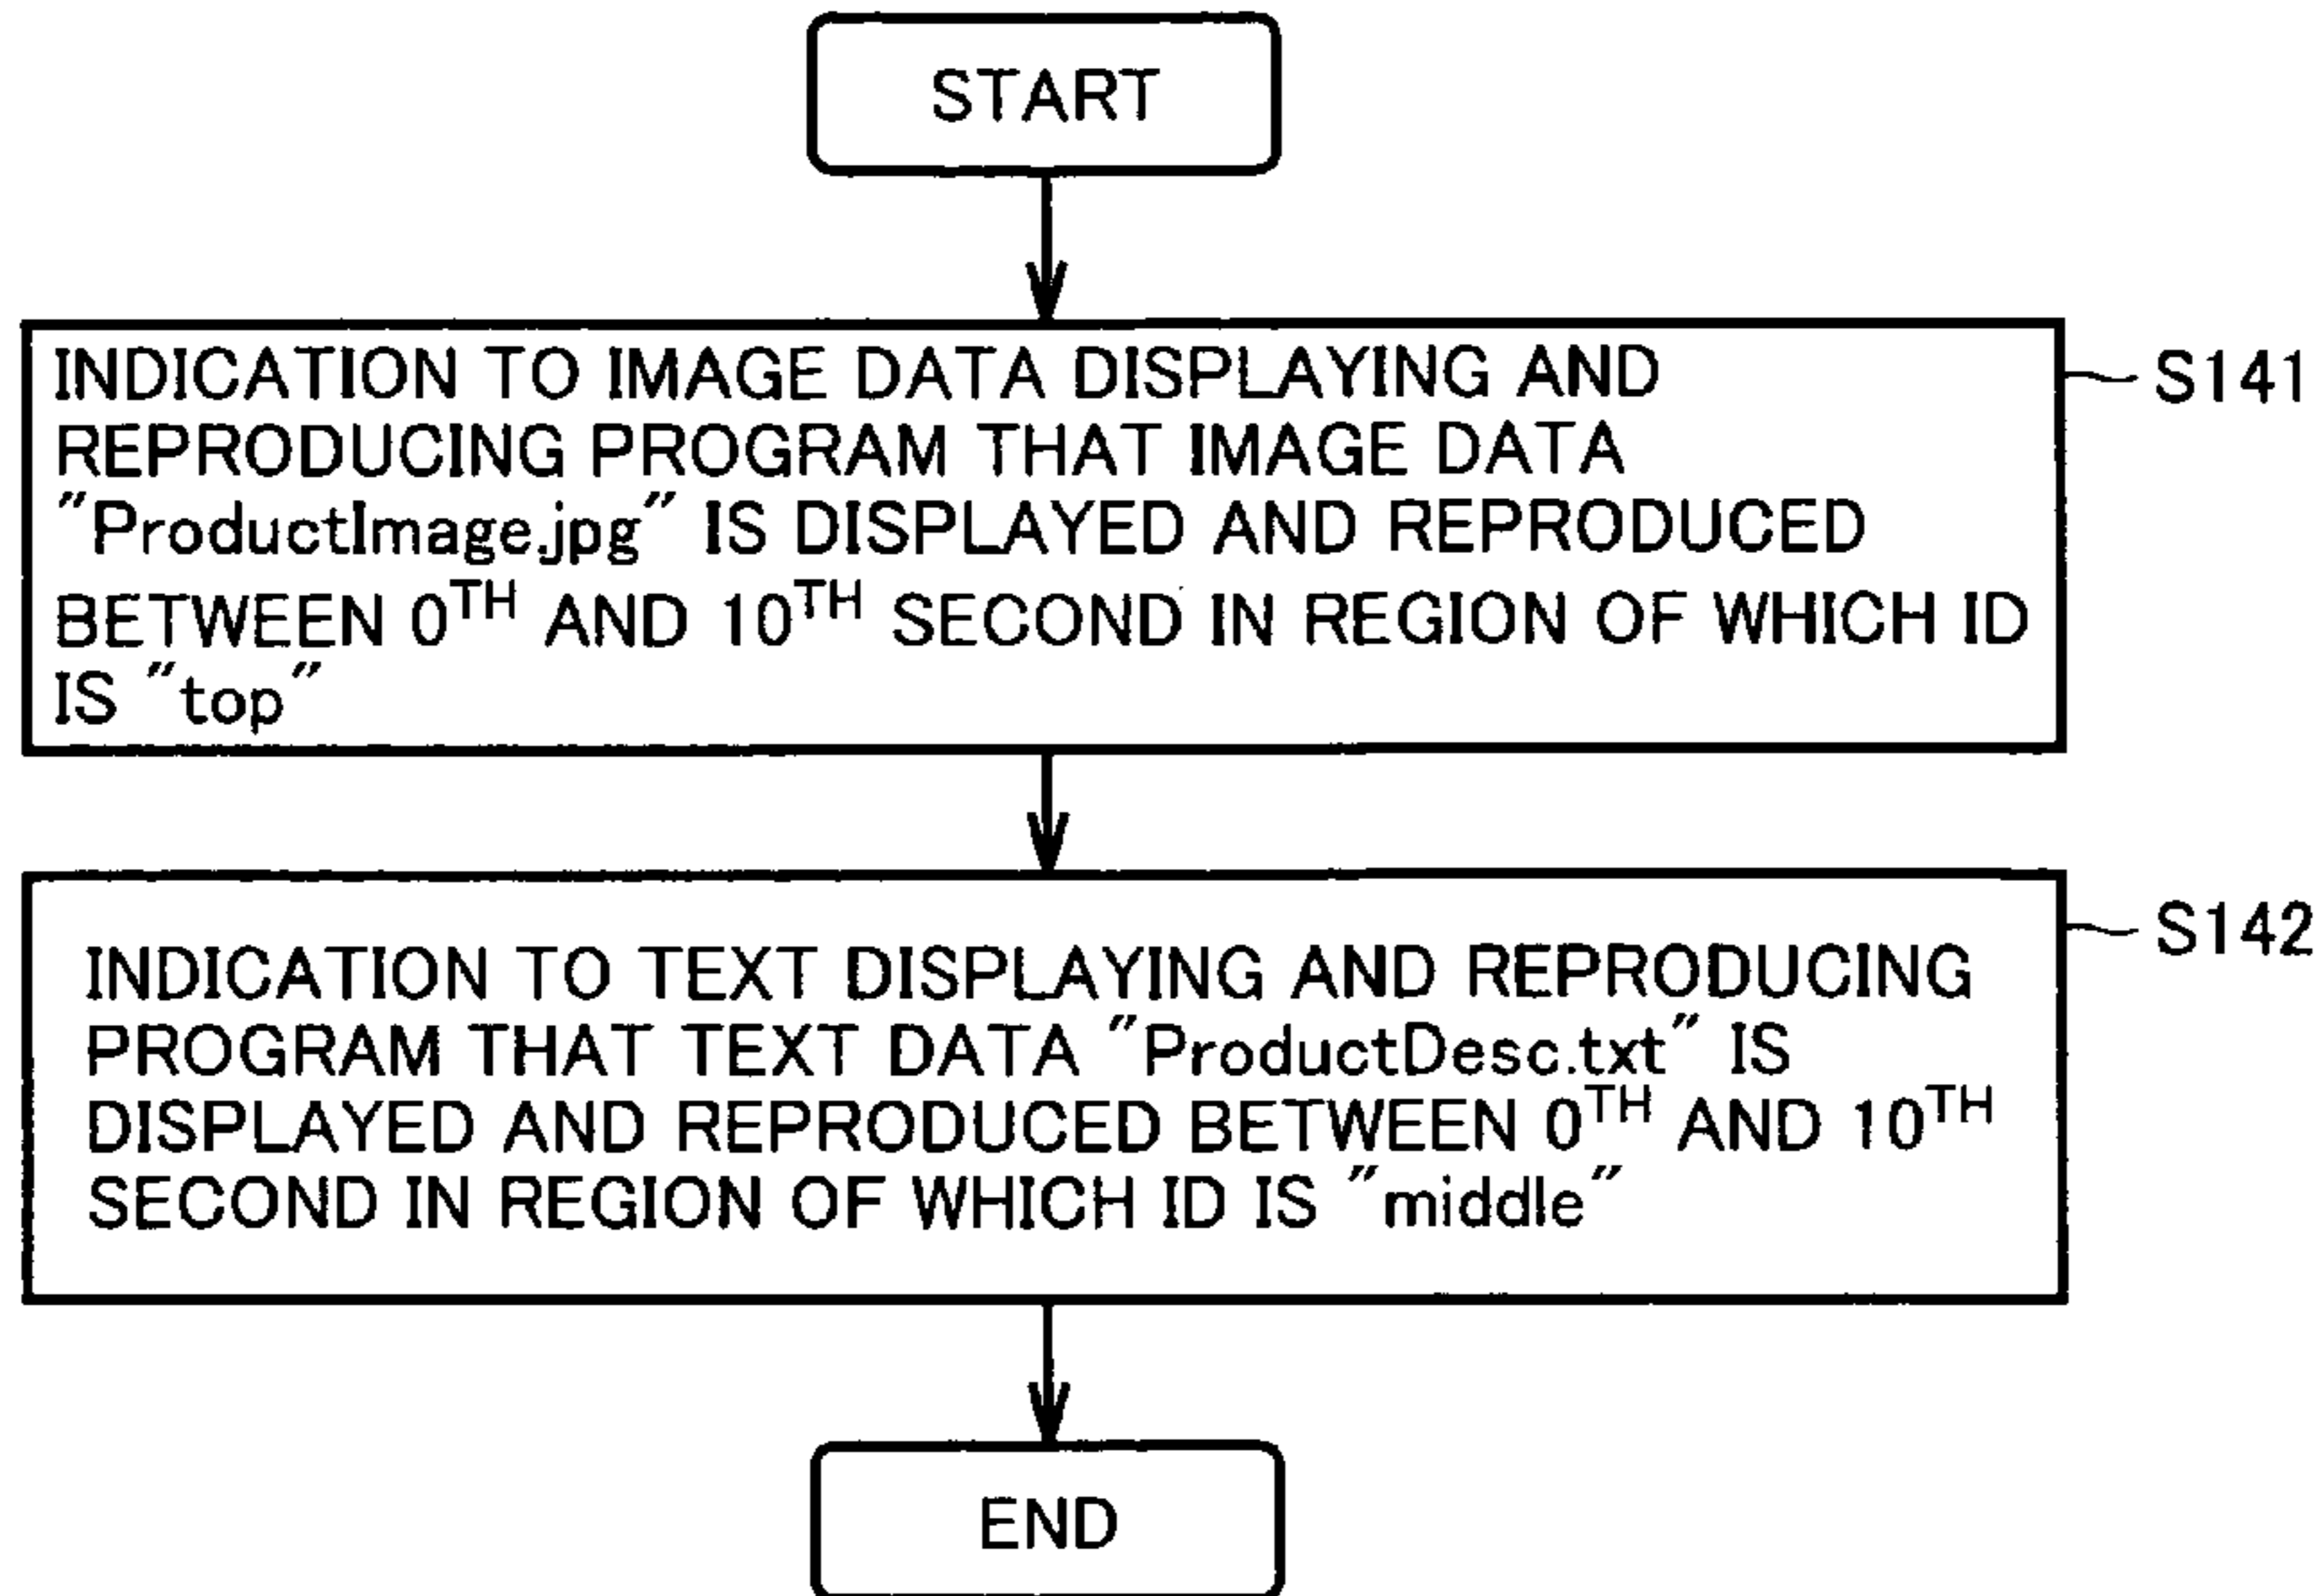 START
INDICATION TO IMAGE DATA DISPLAYING AND
REPRODUCING PROGRAM THAT IMAGE DATA
"ProductImage.jpg" IS DISPLAYED AND REPRODUCED
BETWEEN 0TH AND 10TH SECOND IN REGION OF WHICH ID
IS "top"
S141
INDICATION TO TEXT DISPLAYING AND REPRODUCING
PROGRAM THAT TEXT DATA "ProductDesc.txt" IS
DISPLAYED AND REPRODUCED BETWEEN 0TH AND 10TH
SECOND IN REGION OF WHICH ID IS "middle"
S142
END